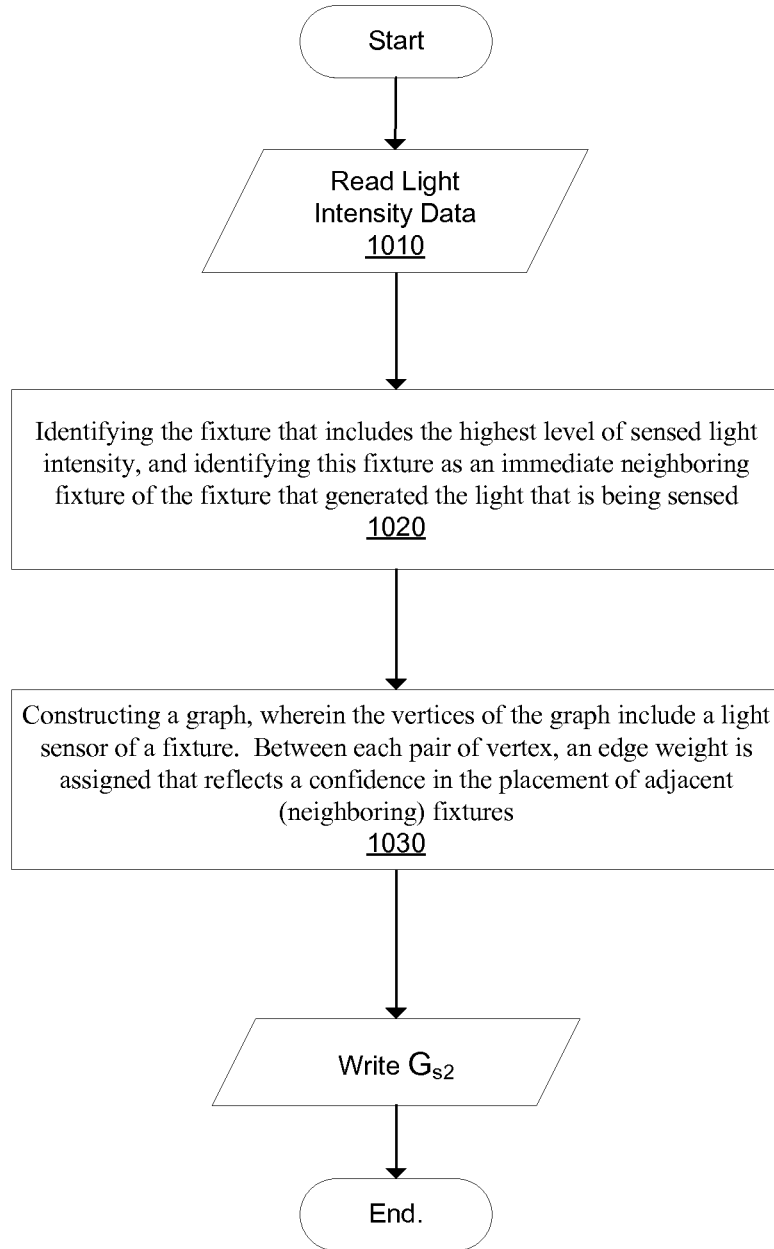 Start
Read Light
Intensity Data
1010
Identifying the fixture that includes the highest level of sensed light
intensity, and identifying this fixture as an immediate neighboring
fixture of the fixture that generated the light that is being sensed
1020
Constructing a graph, wherein the vertices of the graph include a light
sensor of a fixture.  Between each pair of vertex, an edge weight is
assigned that reflects a confidence in the placement of adjacent
(neighboring) fixtures
1030
Write Gs2
End.